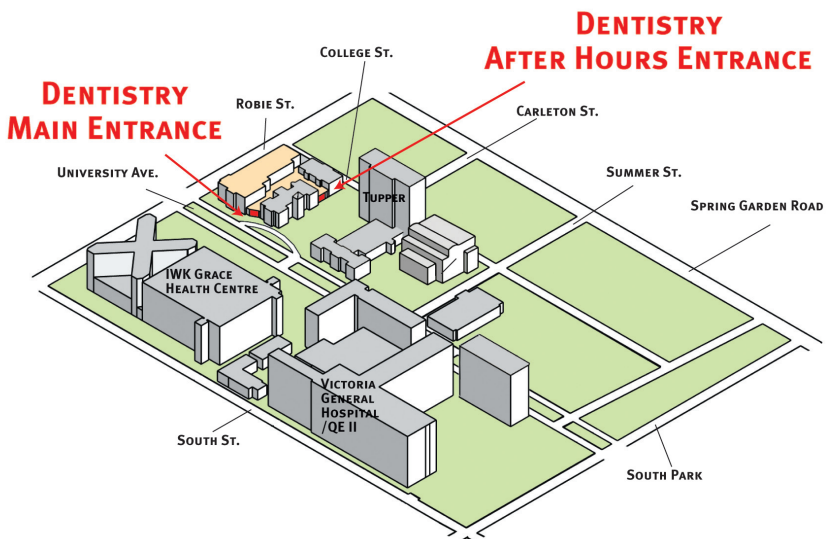 Dentistry
After Hours Entrance
College St.
Dentistry
Main Entrance
Robie St.
Carleton St.
University Ave.
Tupper
Summer St.
Spring Garden Road
IWK Grace
Health Centre
Victoria
General
Hospital
/QE II
South St.
South Park